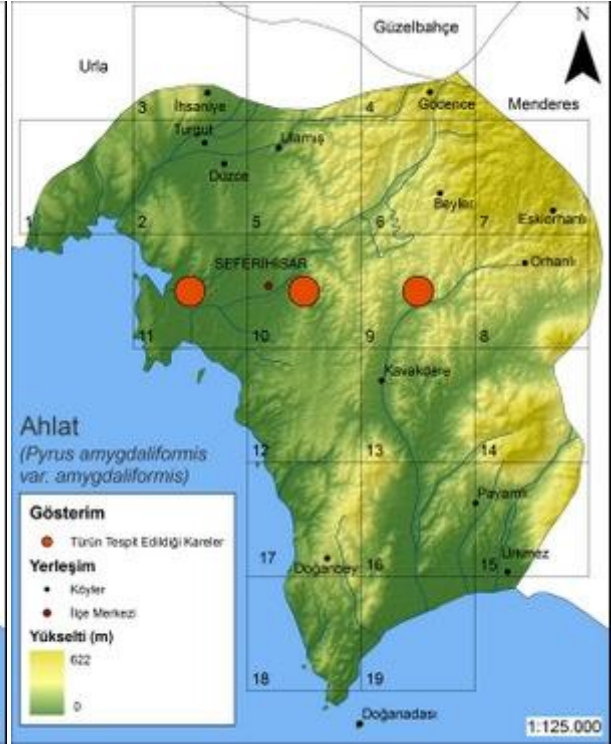 N
Güzelbahçe
Urla
İhsaniye
Gödence
Menderes
3
4
Turgut
Ulamış
Düzce
Beyler
Eskiorhanlı
1
2
5
6
7
SEFERİHİSAR
Orhanlı
11
10
9
8
Kavakdere
Ahlat
(Pyrus amygdaliformis
var. amygdaliformis)
12
13
14
Payamlı
Gösterim
Türün Tespit Edildiği Kareler
Yerleşim
Köyler
İlçe Merkezi
Yükselti (m)
622
0
17
Doğanbey
16
15
Ürkmez
18
19
Doğanadası
1:125.000